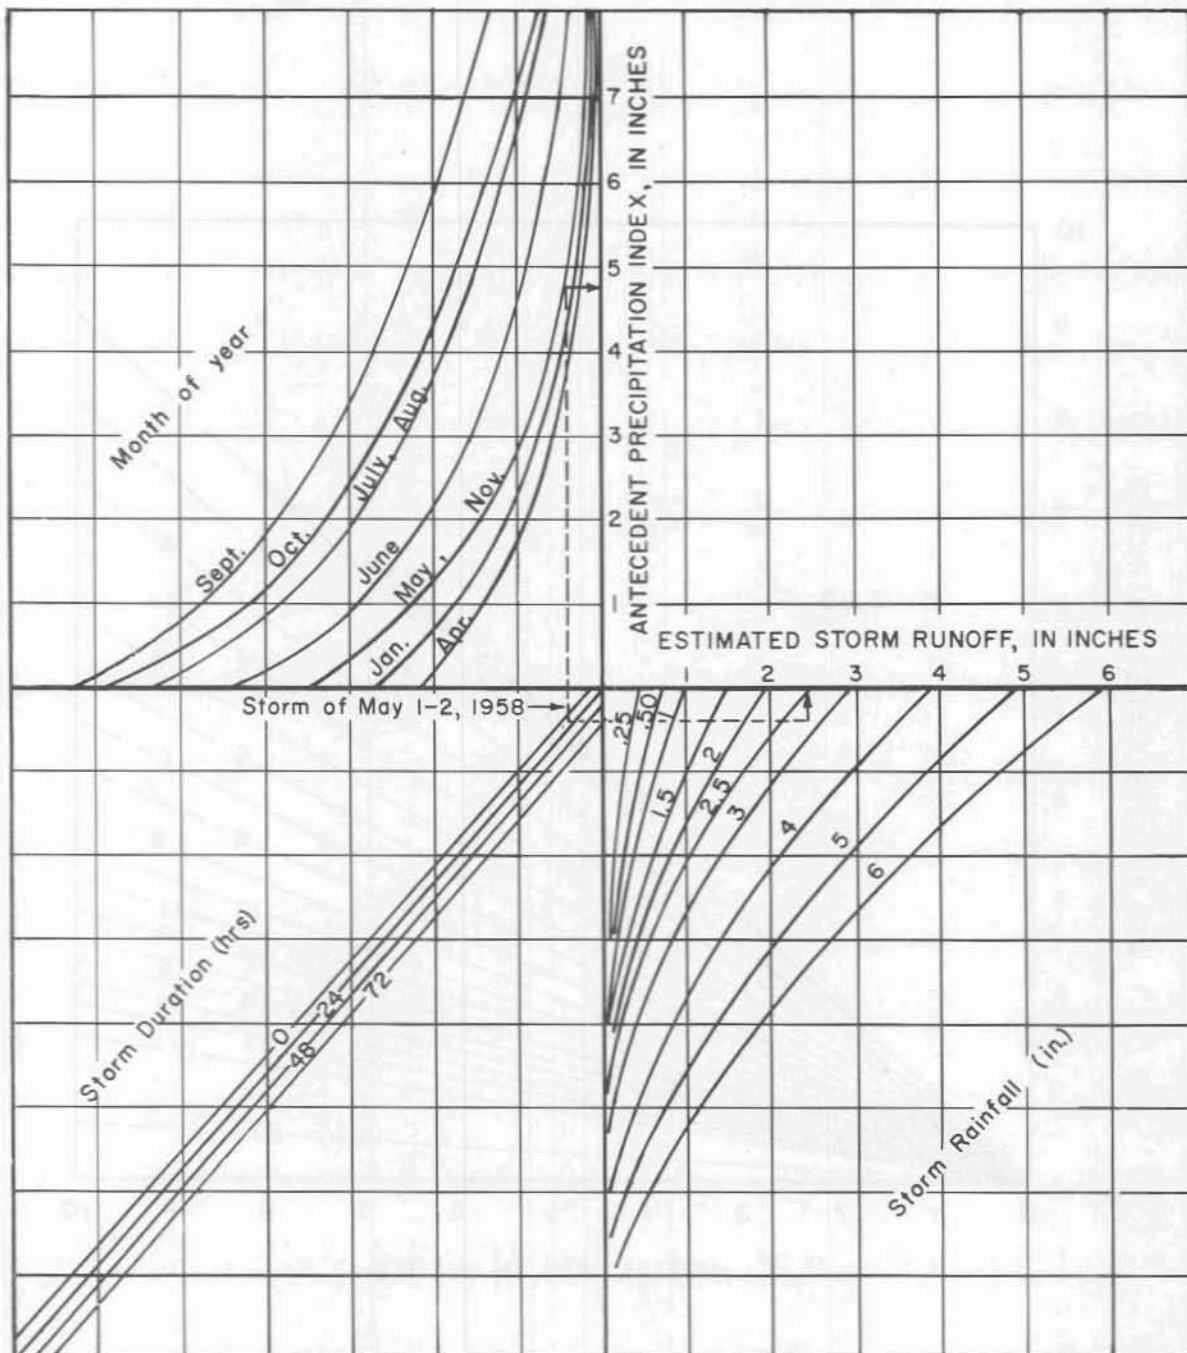 7
6
5
4
3
2
1
ANTECEDENT PRECIPITATION INDEX, IN INCHES
Month of year
Sept.
Oct.
July, Aug.
June
May, Nov.
Jan.
Apr.
ESTIMATED STORM RUNOFF, IN INCHES
1 2 3 4 5 6
Storm of May 1-2, 1958
.25
.50
1
1.5
2
2.5
3
4
5
6
Storm Duration (hrs)
0
24
48
72
Storm Rainfall (in.)